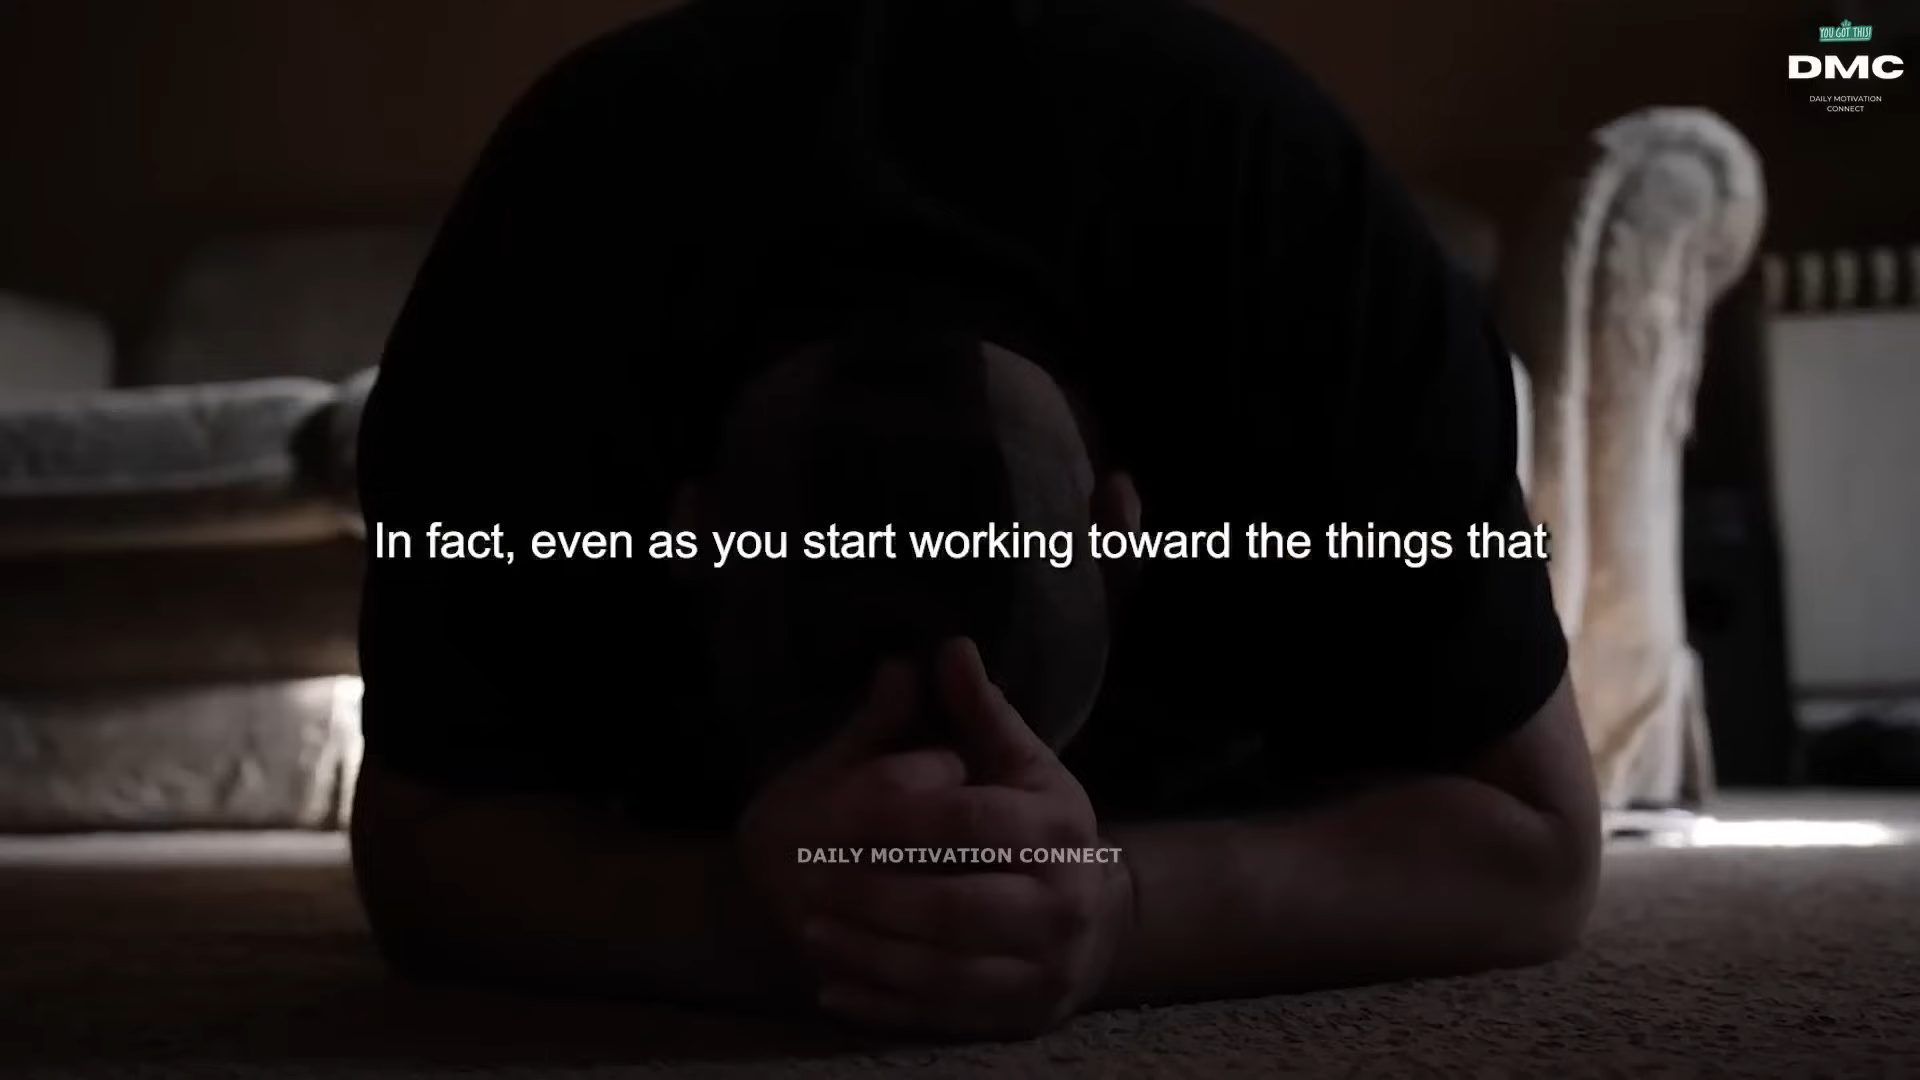 YOU GOT THIS!
DMC
DAILY MOTIVATION
CONNECT
In fact, even as you start working toward the things that
DAILY MOTIVATION CONNECT